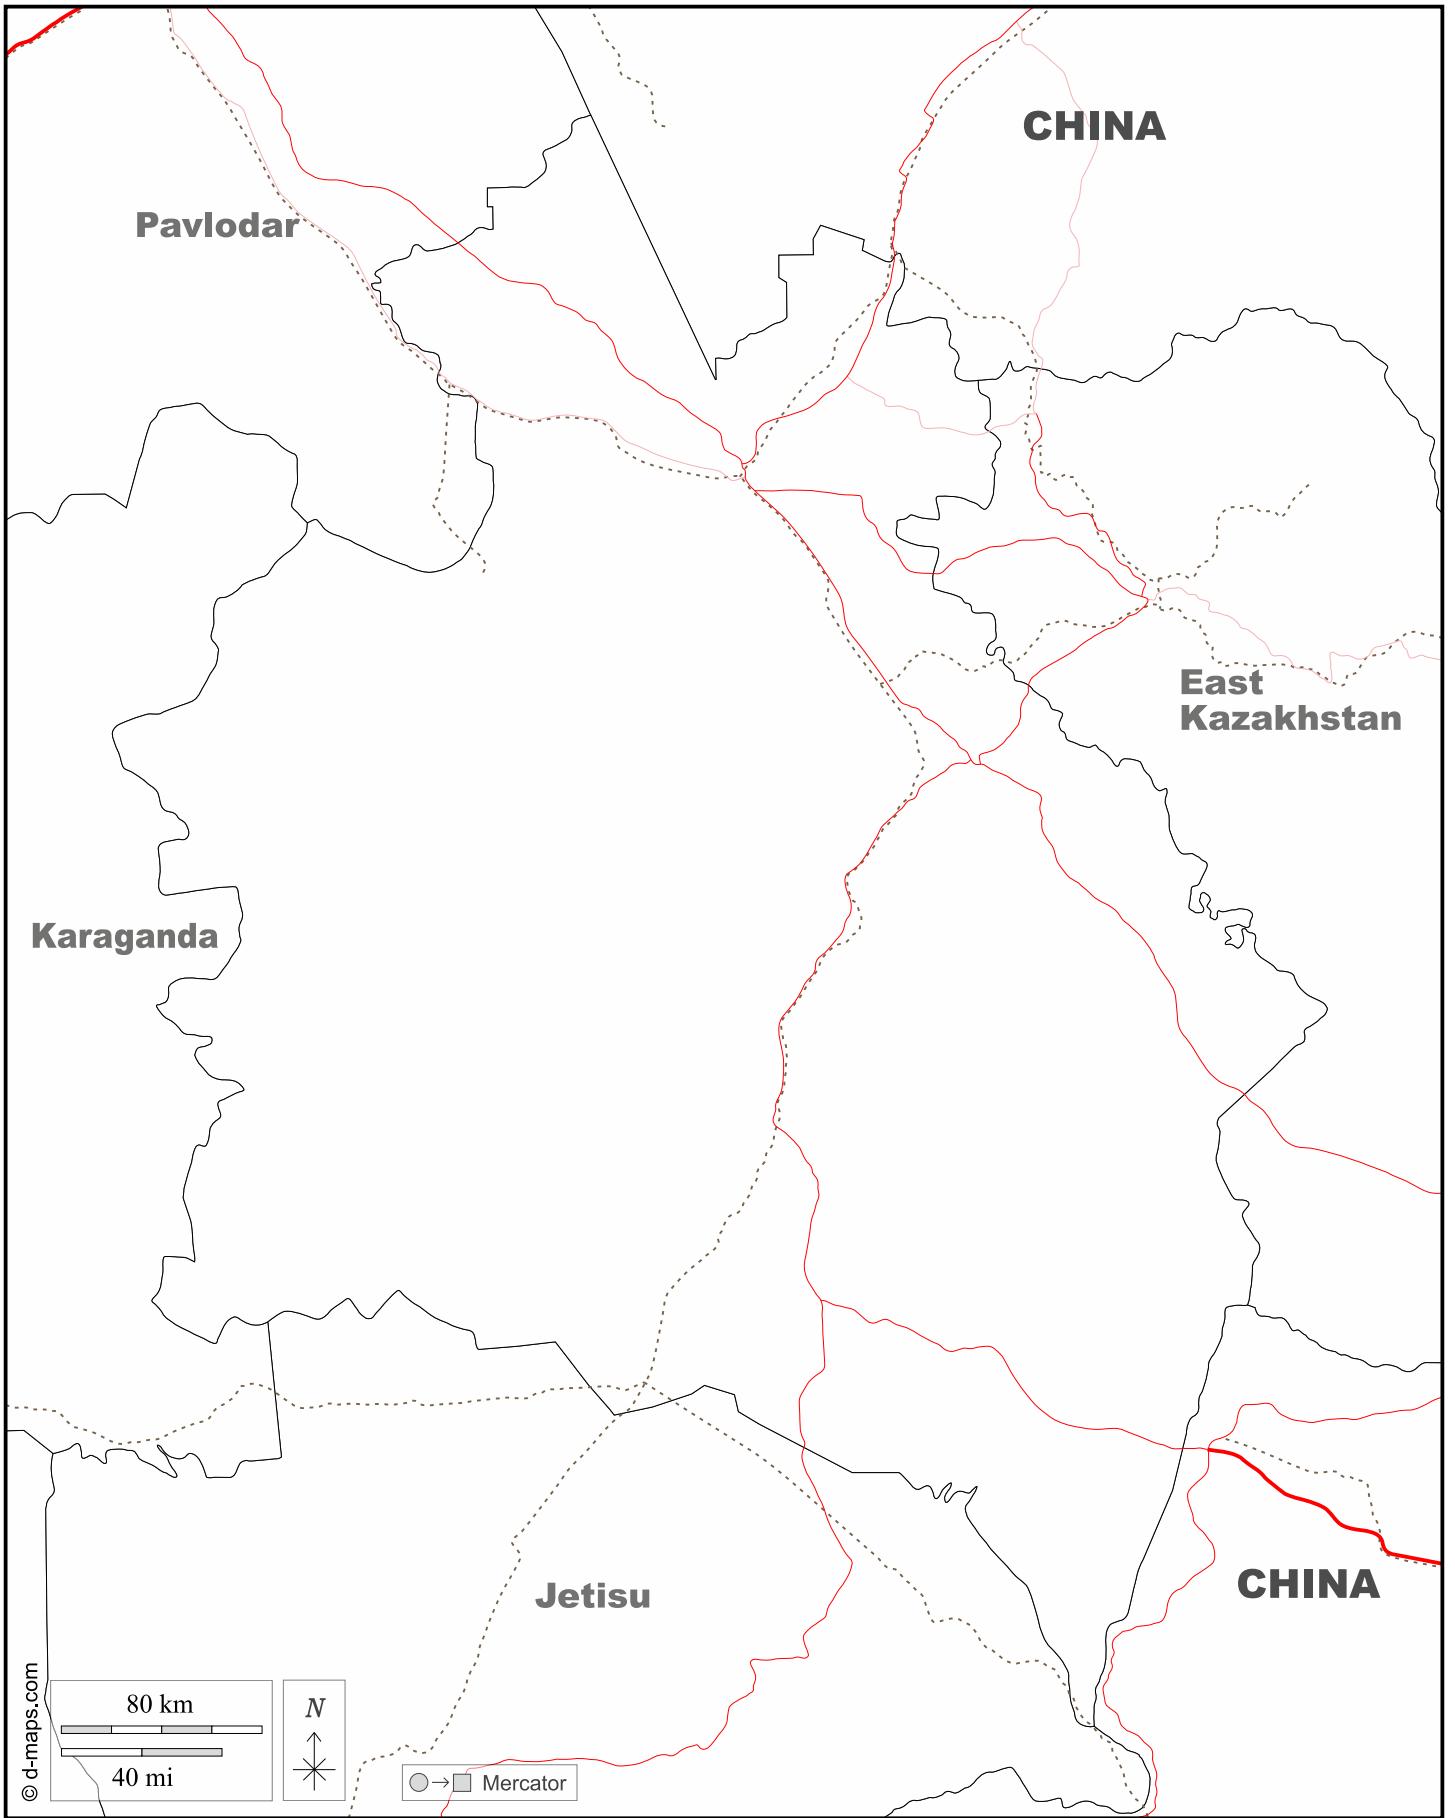 CHINA
Pavlodar
East
Kazakhstan
Karaganda
Jetisu
CHINA
© d-maps.com
80 km
40 mi
N
Mercator